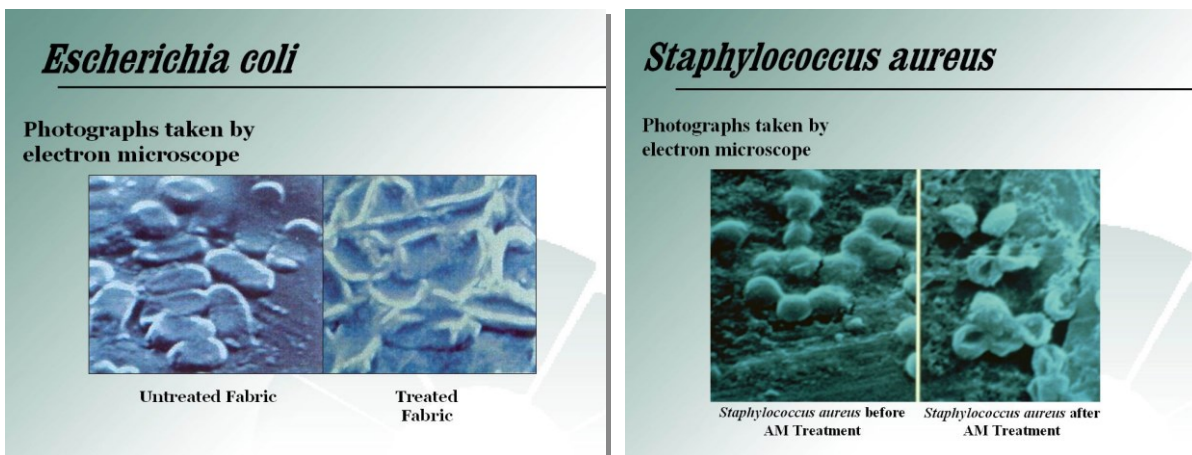 Escherichia coli
Photographs taken by
electron microscope
Untreated Fabric
Treated
Fabric
Staphylococcus aureus
Photographs taken by
electron microscope
Staphylococcus aureus before
AM Treatment
Staphylococcus aureus after
AM Treatment